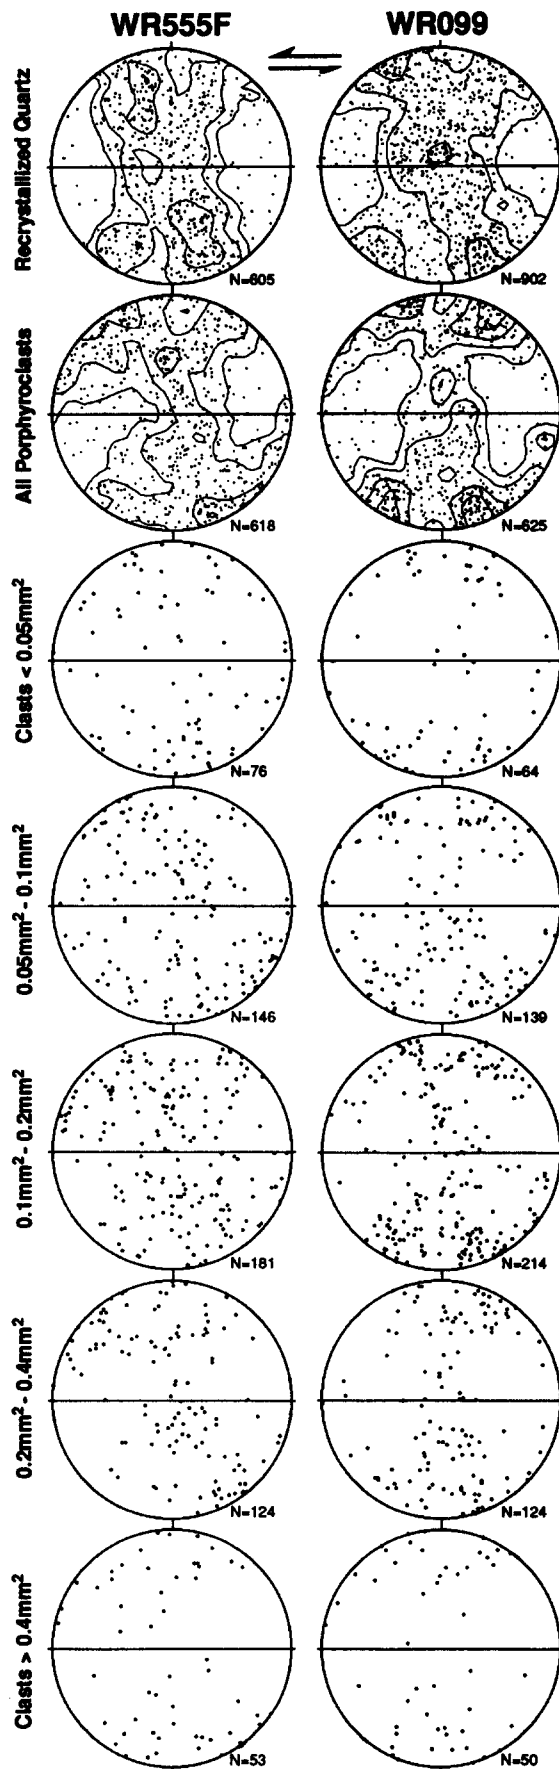 WR555F WR099
Recrystallized Quartz
N=605 N=902
All Porphyroclasts
N=618 N=625
Clasts < 0.05mm²
N=76 N=64
0.05mm² - 0.1mm²
N=146 N=139
0.1mm² - 0.2mm²
N=181 N=214
0.2mm² - 0.4mm²
N=124 N=124
Clasts > 0.4mm²
N=53 N=50